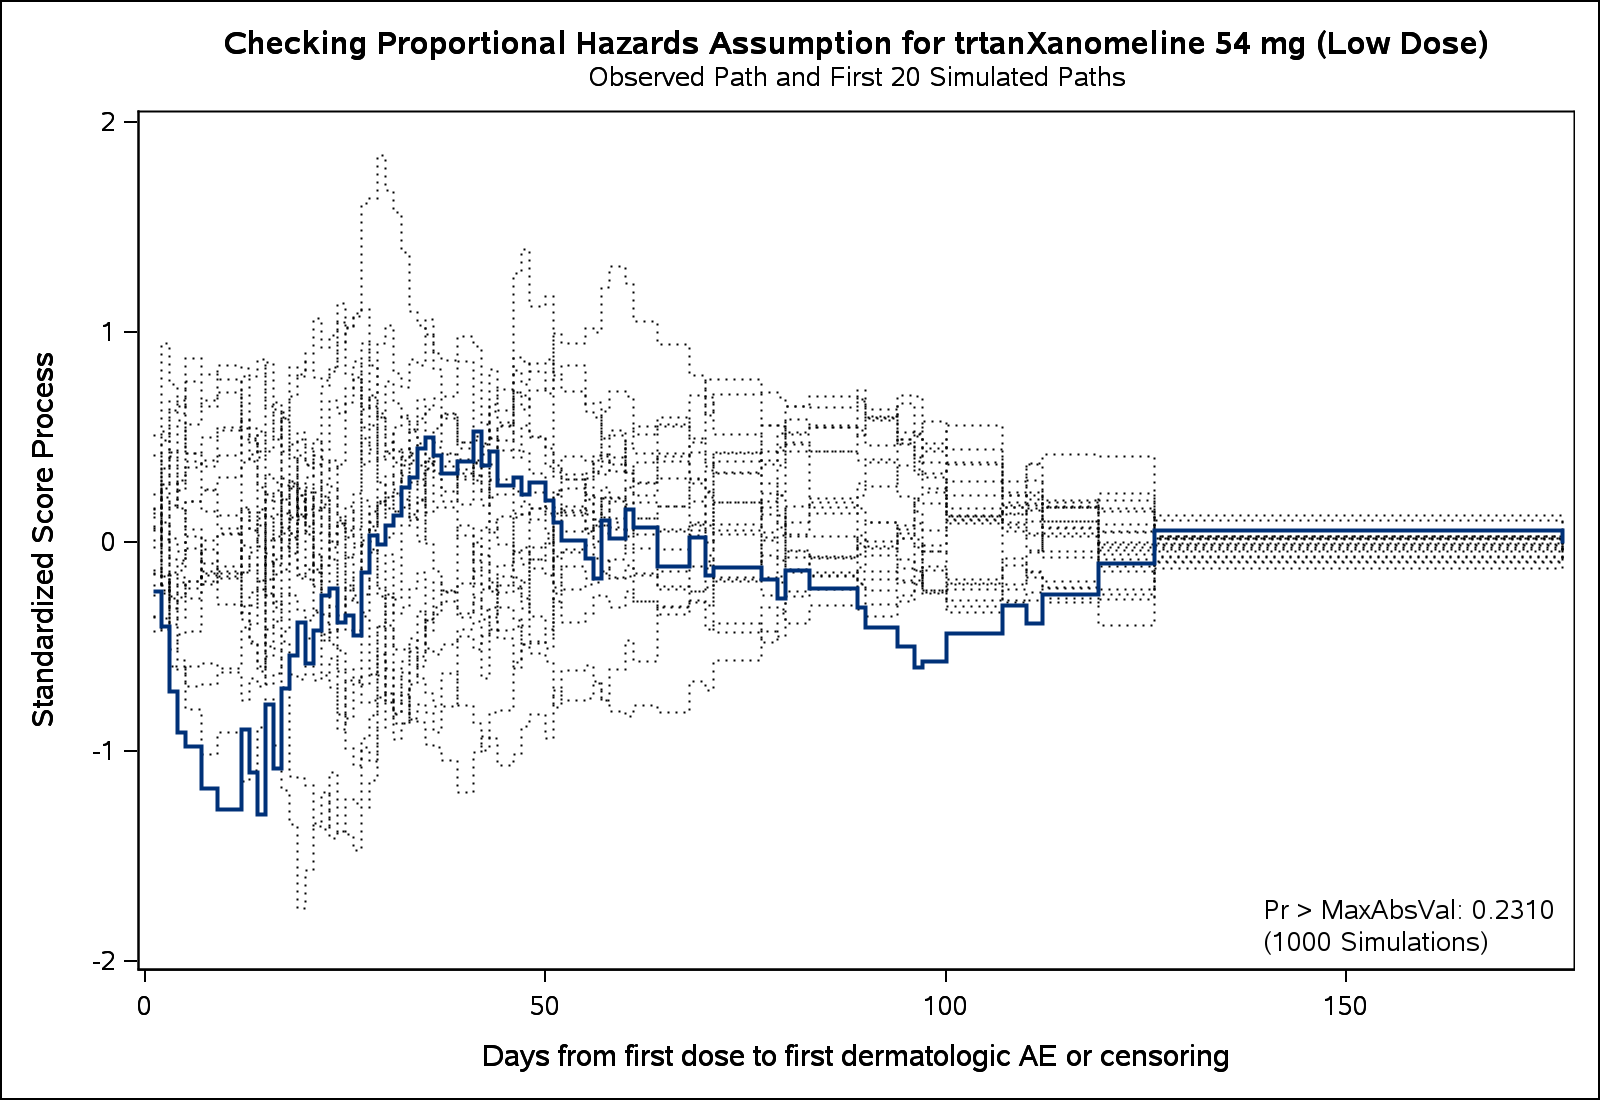 Checking Proportional Hazards Assumption for trtanXanomeline 54 mg (Low Dose)
Observed Path and First 20 Simulated Paths
2
1
0
-1
-2
Standardized Score Process
Pr > MaxAbsVal: 0.2310
(1000 Simulations)
0 50 100 150
Days from first dose to first dermatologic AE or censoring